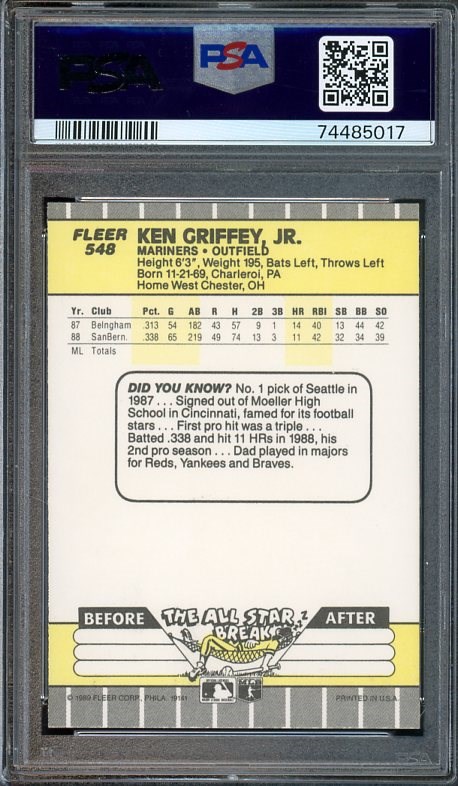 PSA
PSA
74485017
FLEER KEN GRIFFEY, JR.
548 MARINERS • OUTFIELD
Height 6'3", Weight 195, Bats Left, Throws Left
Born 11-21-69, Charleroi, PA
Home West Chester, OH
Yr. Club Pct. G AB R H 2B 3B HR RBI SB BB SO
87 Belngham .313 54 182 43 57 9 1 14 40 13 44 42
88 SanBern. .338 65 219 49 74 13 3 11 42 32 34 39
ML Totals
DID YOU KNOW? No. 1 pick of Seattle in
1987 . . . Signed out of Moeller High
School in Cincinnati, famed for its football
stars . . . First pro hit was a triple . . .
Batted .338 and hit 11 HRs in 1988, his
2nd pro season . . . Dad played in majors
for Reds, Yankees and Braves.
BEFORE THE ALL STAR BREAK AFTER
© 1989 FLEER CORP., PHILA. 19141 PRINTED IN U.S.A.